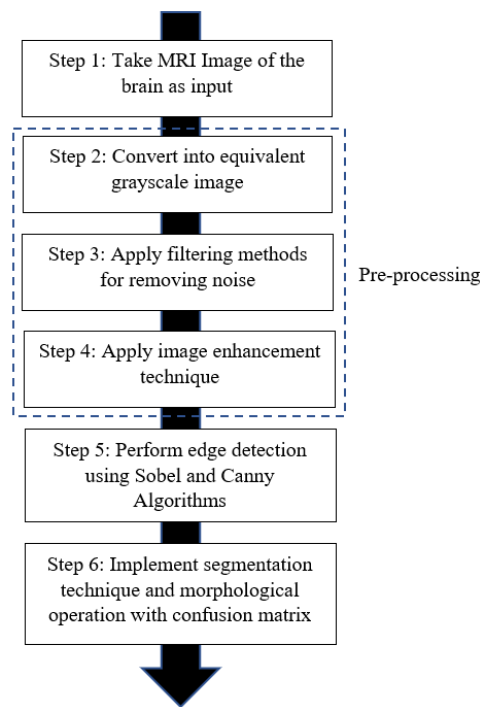 Step 1: Take MRI Image of the
brain as input
Step 2: Convert into equivalent
grayscale image
Step 3: Apply filtering methods
for removing noise
Pre-processing
Step 4: Apply image enhancement
technique
Step 5: Perform edge detection
using Sobel and Canny
Algorithms
Step 6: Implement segmentation
technique and morphological
operation with confusion matrix